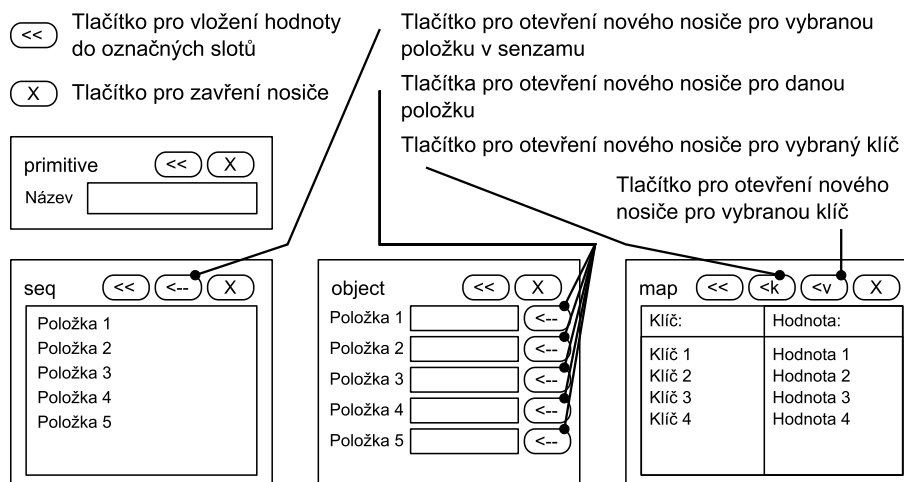 <<
Tlačítko pro vložení hodnoty
do označných slotů
X
Tlačítko pro zavření nosiče
Tlačítko pro otevření nového nosiče pro vybranou
položku v senzamu
Tlačítka pro otevření nového nosiče pro danou
položku
Tlačítko pro otevření nového nosiče pro vybraný klíč
Tlačítko pro otevření nového
nosiče pro vybranou klíč
primitive << X
Název
seq << <-- X
Položka 1
Položka 2
Položka 3
Položka 4
Položka 5
object << X
Položka 1 <--
Položka 2 <--
Položka 3 <--
Položka 4 <--
Položka 5 <--
map << <k <v X
Klíč: Hodnota:
Klíč 1 Hodnota 1
Klíč 2 Hodnota 2
Klíč 3 Hodnota 3
Klíč 4 Hodnota 4